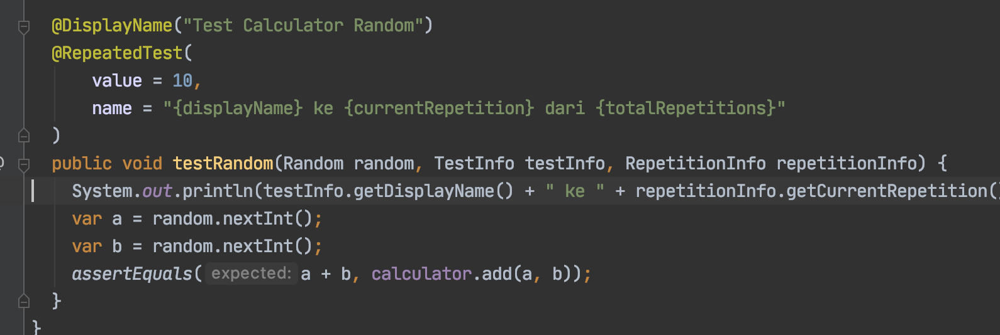 @DisplayName("Test Calculator Random")
@RepeatedTest(
value = 10,
name = "{displayName} ke {currentRepetition} dari {totalRepetitions}"
)
public void testRandom(Random random, TestInfo testInfo, RepetitionInfo repetitionInfo) {
System.out.println(testInfo.getDisplayName() + " ke " + repetitionInfo.getCurrentRepetition(
var a = random.nextInt();
var b = random.nextInt();
assertEquals( expected: a + b, calculator.add(a, b));
}
}